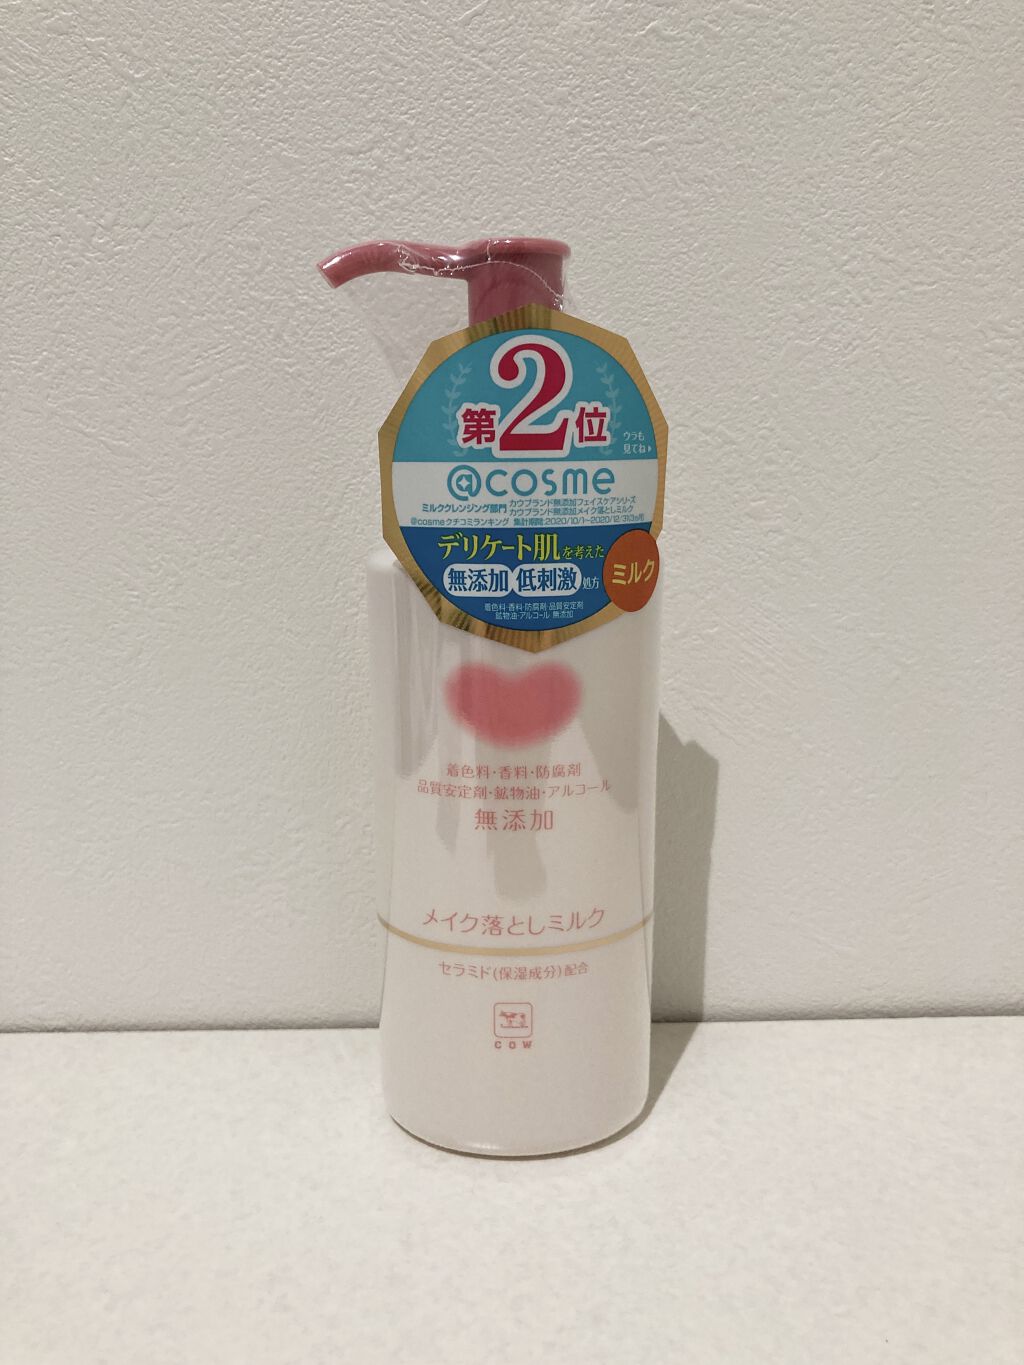 第2位
ウラも
見てね
@cosme
ミルククレンジング部門
カウブランド無添加フェイスケアシリーズ
カウブランド無添加メイク落としミルク
@cosmeクチコミランキング 集計期間:2020/10/1~2020/12/31(3ヵ月)
デリケート肌を考えた
無添加 低刺激 処方
ミルク
着色料・香料・防腐剤・品質安定剤
鉱物油・アルコール 無添加
着色料・香料・防腐剤
品質安定剤・鉱物油・アルコール
無添加
メイク落としミルク
セラミド(保湿成分)配合
COW